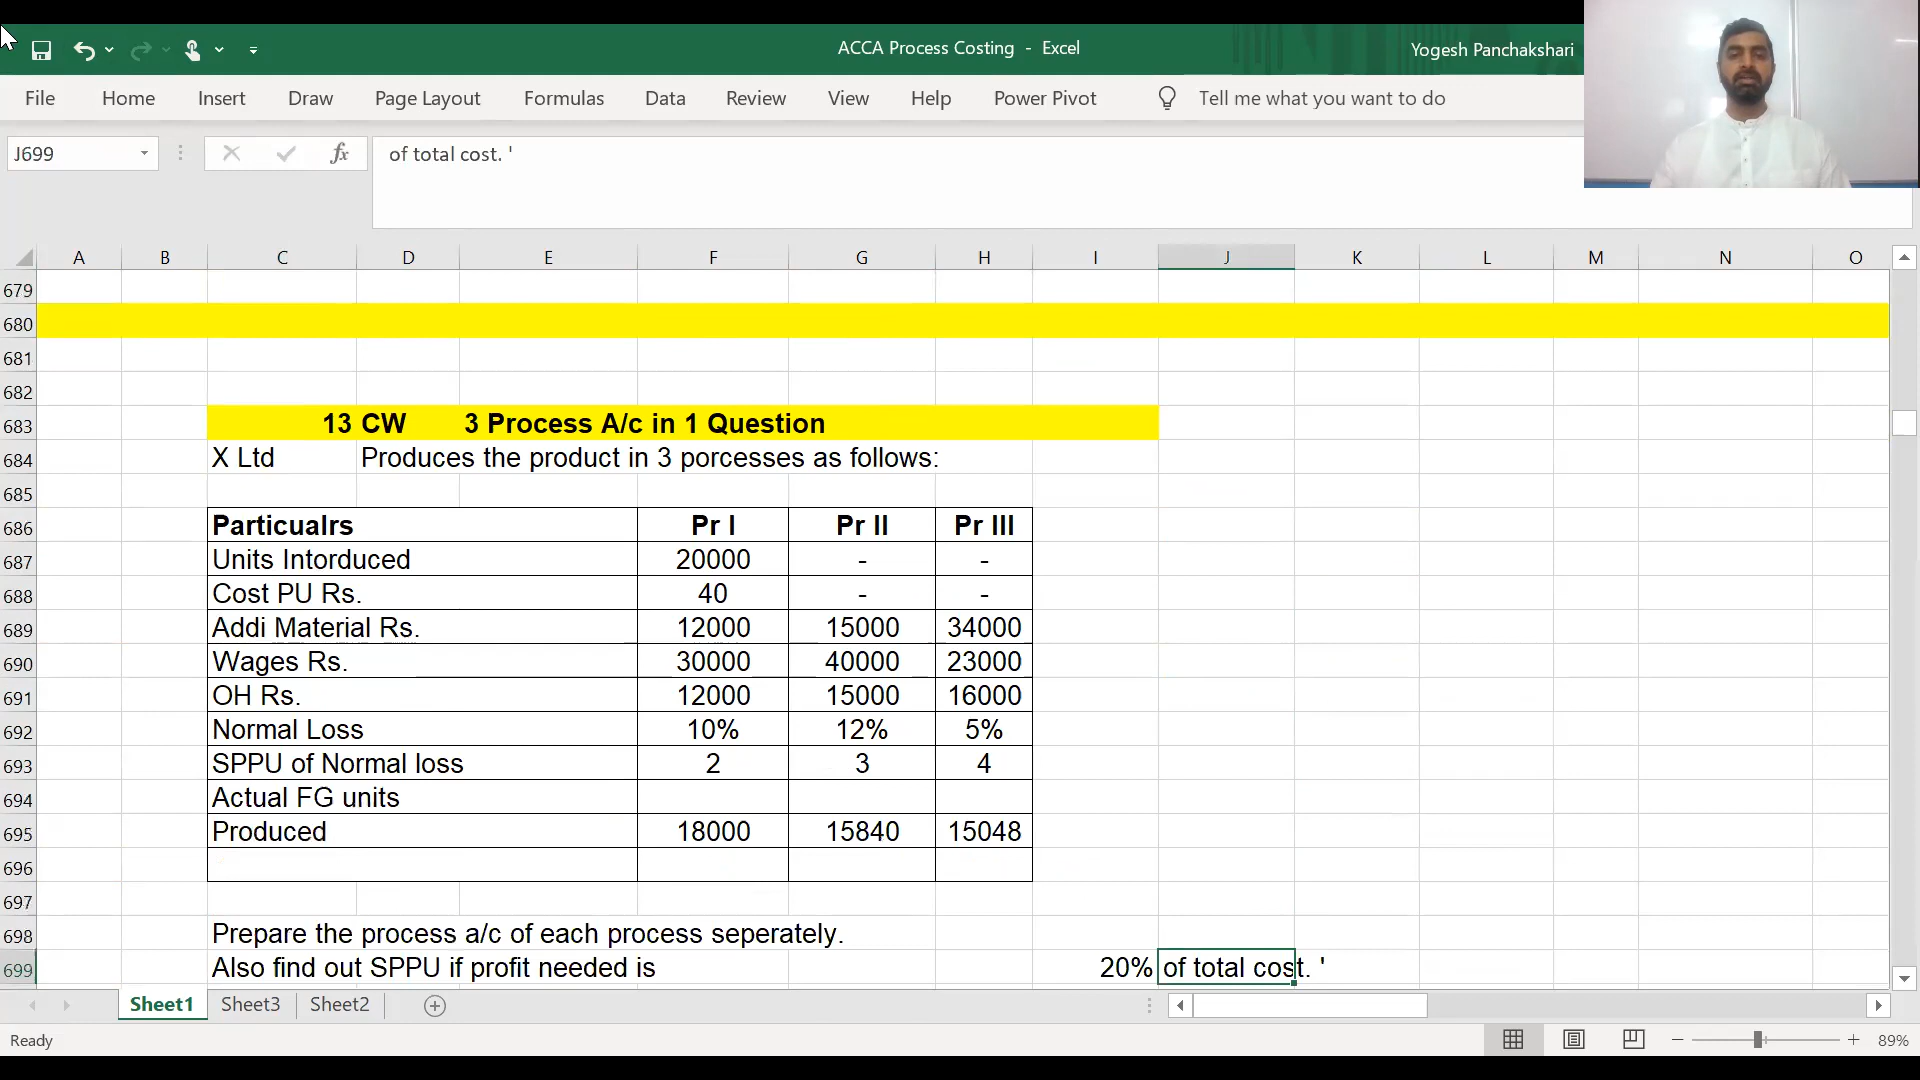 ACCA Process Costing - Excel
Yogesh Panchakshari
File Home Insert Draw Page Layout Formulas Data Review View Help Power Pivot Tell me what you want to do
J699 fx of total cost. '
A B C D E F G H I J K L M N O
679
680
681
682
683 13 CW 3 Process A/c in 1 Question
684 X Ltd Produces the product in 3 porcesses as follows:
685
686 Particualrs Pr I Pr II Pr III
687 Units Intorduced 20000 - -
688 Cost PU Rs. 40 - -
689 Addi Material Rs. 12000 15000 34000
690 Wages Rs. 30000 40000 23000
691 OH Rs. 12000 15000 16000
692 Normal Loss 10% 12% 5%
693 SPPU of Normal loss 2 3 4
694 Actual FG units
695 Produced 18000 15840 15048
696
697
698 Prepare the process a/c of each process seperately.
699 Also find out SPPU if profit needed is 20% of total cost. '
Sheet1 Sheet3 Sheet2
Ready 89%